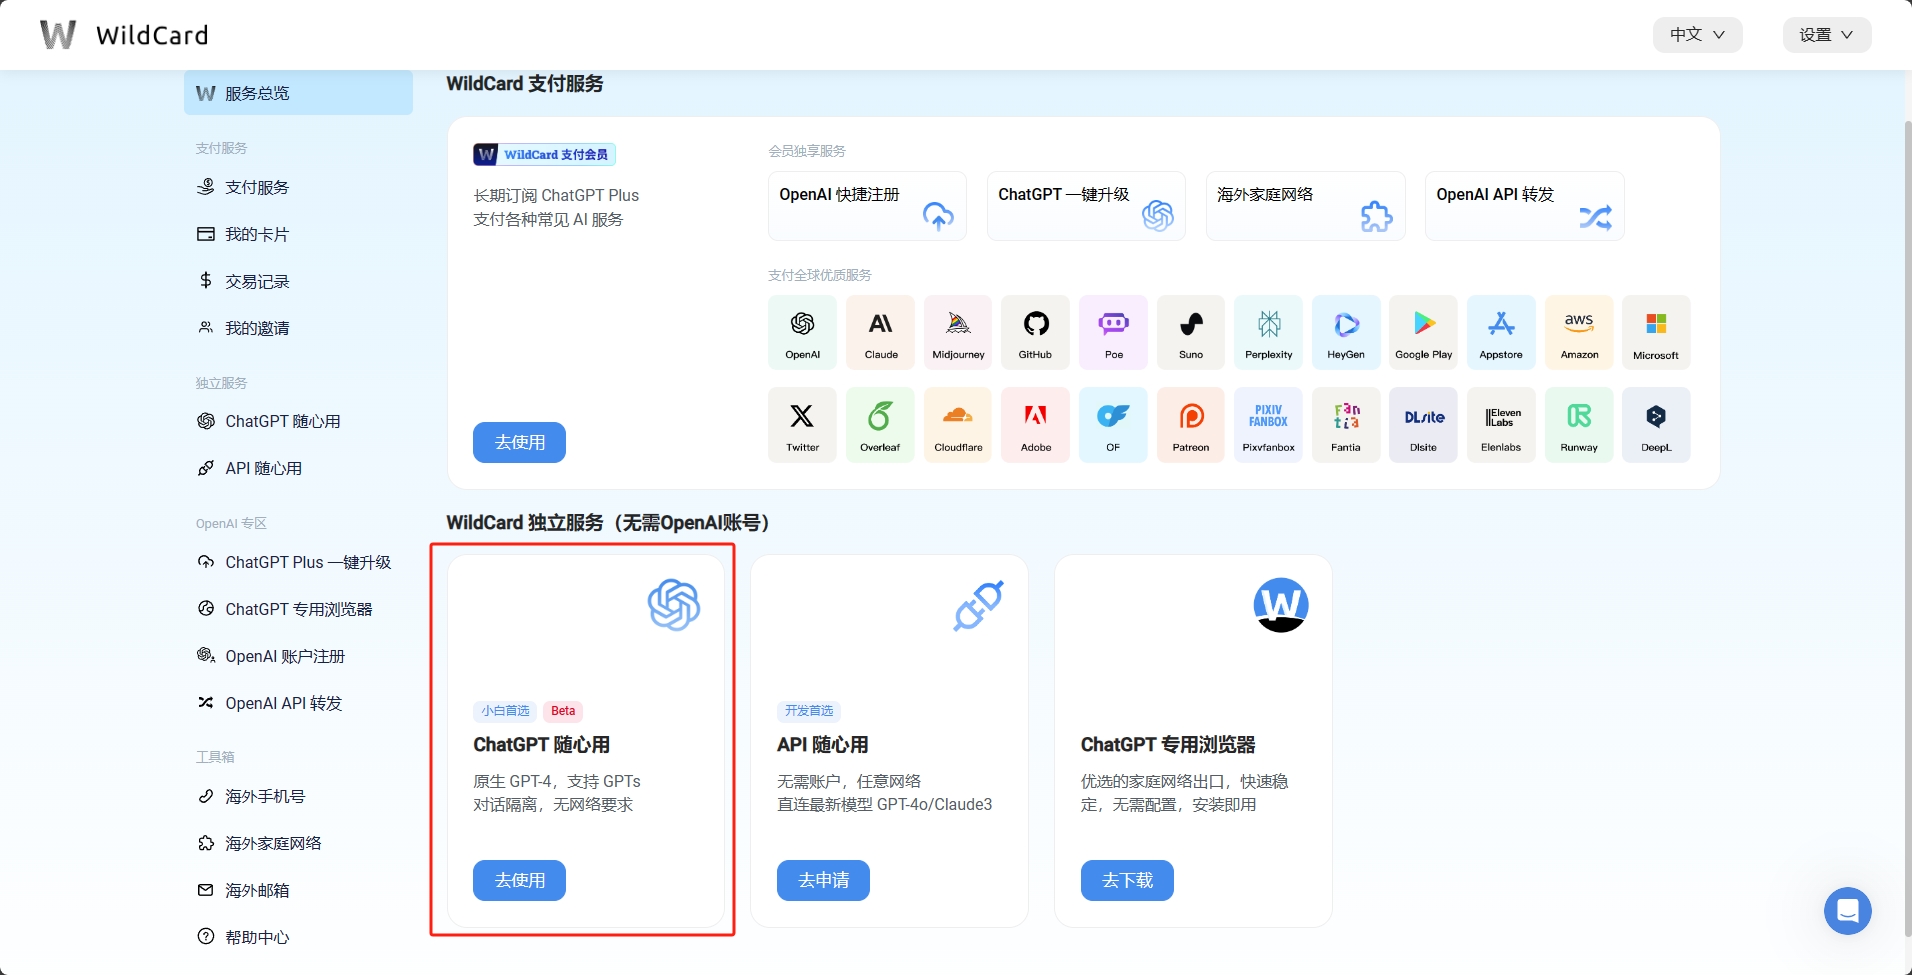 WildCard
中文
设置
服务总览
支付服务
支付服务
我的卡片
交易记录
我的邀请
独立服务
ChatGPT 随心用
API 随心用
OpenAI 专区
ChatGPT Plus 一键升级
ChatGPT 专用浏览器
OpenAI 账户注册
OpenAI API 转发
工具箱
海外手机号
海外家庭网络
海外邮箱
帮助中心
WildCard 支付服务
W WildCard 支付会员
长期订阅 ChatGPT Plus
支付各种常见 AI 服务
去使用
会员独享服务
OpenAI 快捷注册
ChatGPT 一键升级
海外家庭网络
OpenAI API 转发
支付全球优质服务
OpenAI
Claude
Midjourney
GitHub
Poe
Suno
Perplexity
HeyGen
Google Play
Appstore
aws
Amazon
Microsoft
Twitter
Overleaf
Cloudflare
Adobe
OF
Patreon
PIXIV
FANBOX
Pixvfanbox
Fantia
Fantia
DLsite
Dlsite
IIEleven
Labs
Elenlabs
Runway
DeepL
WildCard 独立服务（无需OpenAI账号）
小白首选 Beta
ChatGPT 随心用
原生 GPT-4，支持 GPTs
对话隔离，无网络要求
去使用
开发首选
API 随心用
无需账户，任意网络
直连最新模型 GPT-4o/Claude3
去申请
W
ChatGPT 专用浏览器
优选的家庭网络出口，快速稳
定，无需配置，安装即用
去下载